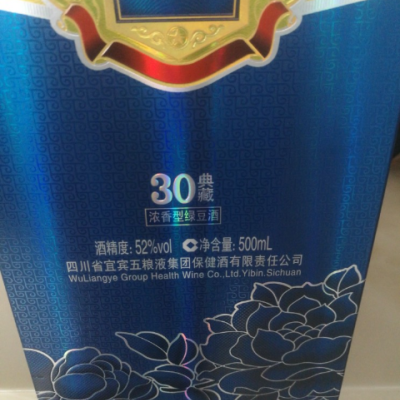 30典藏
浓香型绿豆酒
酒精度:52%vol C净含量:500mL
四川省宜宾五粮液集团保健酒有限责任公司
WuLiangye Group Health Wine Co.,Ltd.Yibin.Sichuan